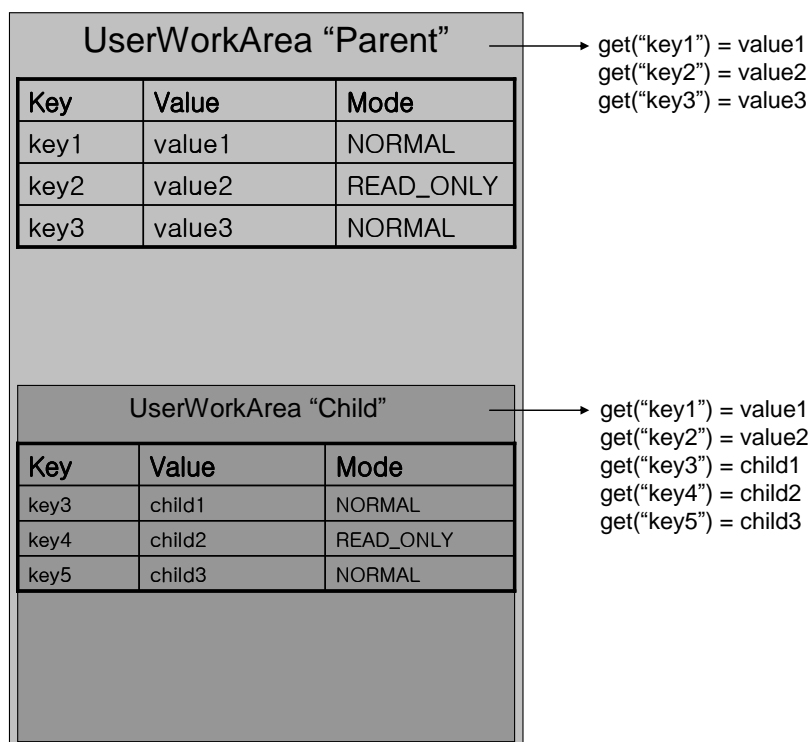 UserWorkArea “Parent”
get(“key1”) = value1
get(“key2”) = value2
get(“key3”) = value3
Key Value Mode
key1 value1 NORMAL
key2 value2 READ_ONLY
key3 value3 NORMAL
UserWorkArea “Child”
get(“key1”) = value1
get(“key2”) = value2
get(“key3”) = child1
get(“key4”) = child2
get(“key5”) = child3
Key Value Mode
key3 child1 NORMAL
key4 child2 READ_ONLY
key5 child3 NORMAL